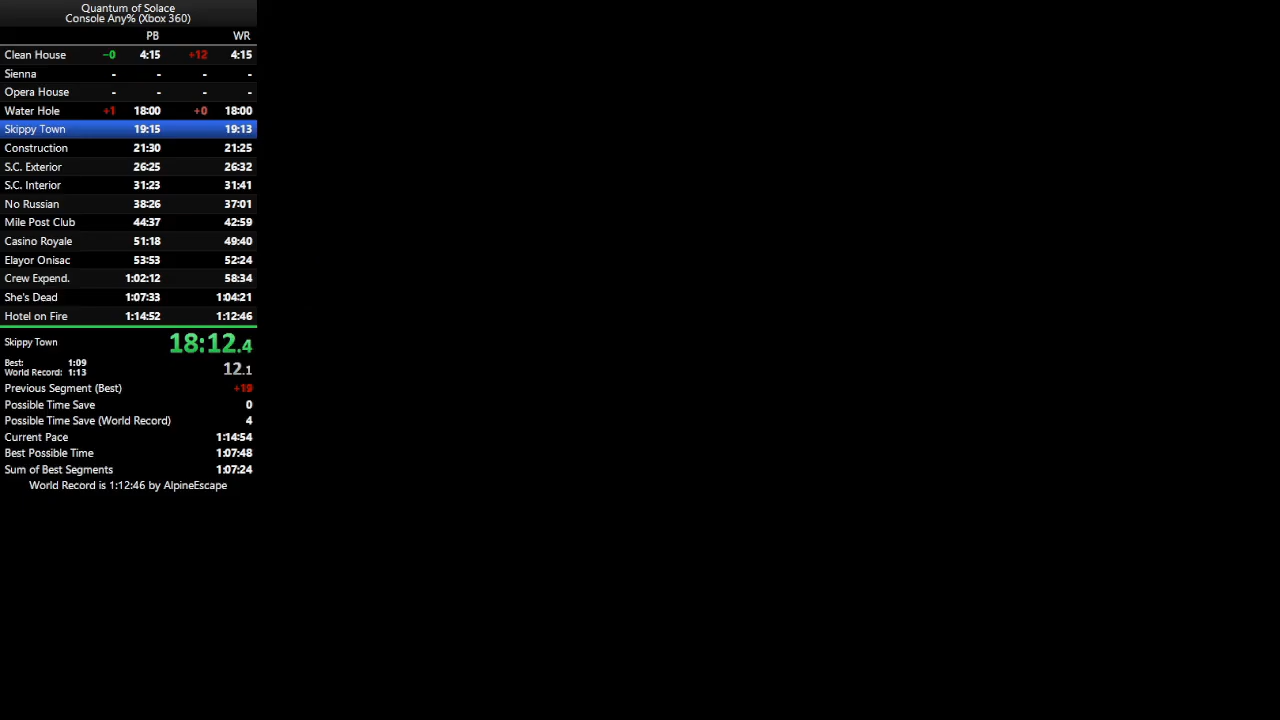 Quantum of Solace
Console Any% (Xbox 360)
PB WR
Clean House −0 4:15 +12 4:15
Sienna - - - -
Opera House - - - -
Water Hole +1 18:00 +0 18:00
Skippy Town 19:15 19:13
Construction 21:30 21:25
S.C. Exterior 26:25 26:32
S.C. Interior 31:23 31:41
No Russian 38:26 37:01
Mile Post Club 44:37 42:59
Casino Royale 51:18 49:40
Elayor Onisac 53:53 52:24
Crew Expend. 1:02:12 58:34
She's Dead 1:07:33 1:04:21
Hotel on Fire 1:14:52 1:12:46
Skippy Town 18:12.4
Best: 1:09
World Record: 1:13 12.1
Previous Segment (Best) +19
Possible Time Save 0
Possible Time Save (World Record) 4
Current Pace 1:14:54
Best Possible Time 1:07:48
Sum of Best Segments 1:07:24
World Record is 1:12:46 by AlpineEscape